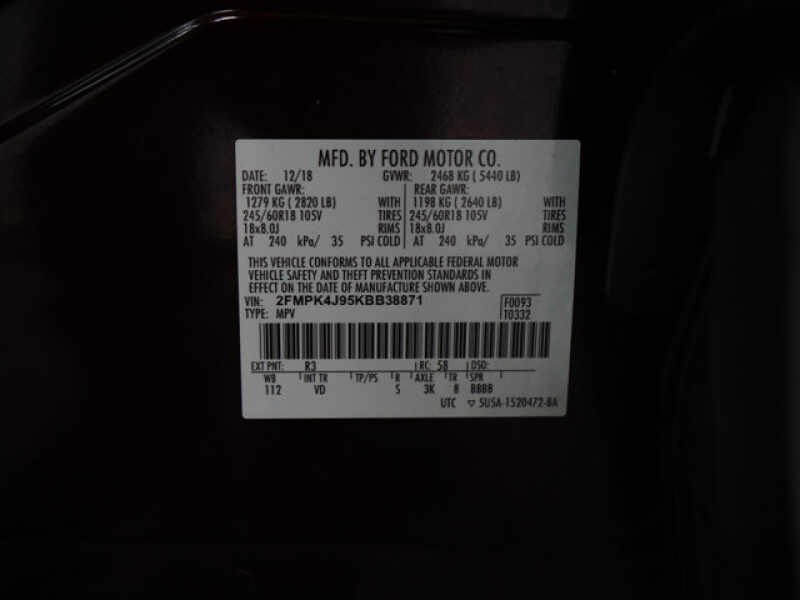 MFD. BY FORD MOTOR CO.
DATE: 12/18 GVWR: 2468 KG ( 5440 LB)
FRONT GAWR: REAR GAWR:
1279 KG ( 2820 LB) WITH 1198 KG ( 2640 LB) WITH
245/60R18 105V TIRES 245/60R18 105V TIRES
18x8.0J RIMS 18x8.0J RIMS
AT 240 kPa/ 35 PSI COLD AT 240 kPa/ 35 PSI COLD
THIS VEHICLE CONFORMS TO ALL APPLICABLE FEDERAL MOTOR
VEHICLE SAFETY AND THEFT PREVENTION STANDARDS IN
EFFECT ON THE DATE OF MANUFACTURE SHOWN ABOVE.
VIN: 2FMPK4J95KBB38871 F0093
TYPE: MPV T0332
EXT PNT: R3 RC: 58 DSO:
WB INT TR TP/PS R AXLE TR SPR
112 VD S 3K 8 BBBB
UTC ▽ 5U5A-1520472-BA